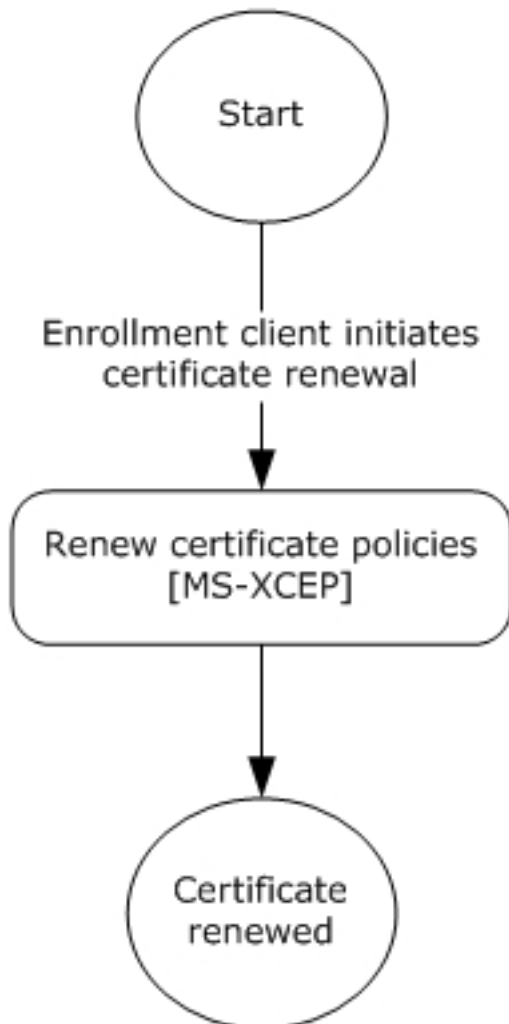 Start
Enrollment client initiates
certificate renewal
Renew certificate policies
[MS-XCEP]
Certificate
renewed